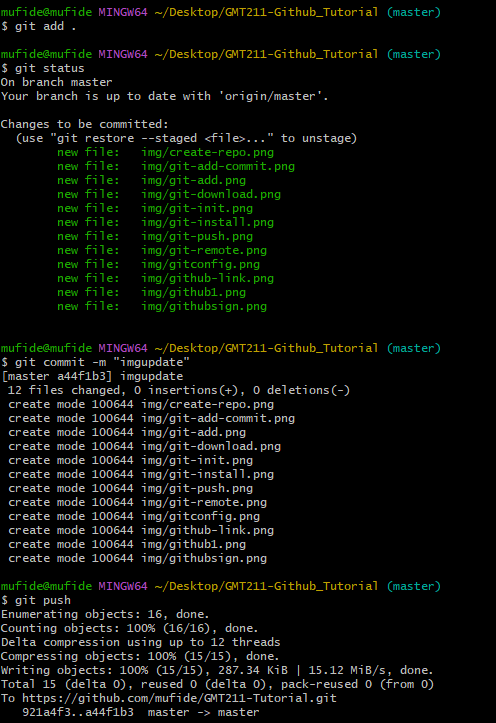 mufide@mufide MINGW64 ~/Desktop/GMT211-Github_Tutorial (master)
$ git add .

mufide@mufide MINGW64 ~/Desktop/GMT211-Github_Tutorial (master)
$ git status
On branch master
Your branch is up to date with 'origin/master'.

Changes to be committed:
  (use "git restore --staged <file>..." to unstage)
        new file:   img/create-repo.png
        new file:   img/git-add-commit.png
        new file:   img/git-add.png
        new file:   img/git-download.png
        new file:   img/git-init.png
        new file:   img/git-install.png
        new file:   img/git-push.png
        new file:   img/git-remote.png
        new file:   img/gitconfig.png
        new file:   img/github-link.png
        new file:   img/github1.png
        new file:   img/githubsign.png

mufide@mufide MINGW64 ~/Desktop/GMT211-Github_Tutorial (master)
$ git commit -m "imgupdate"
[master a44f1b3] imgupdate
 12 files changed, 0 insertions(+), 0 deletions(-)
 create mode 100644 img/create-repo.png
 create mode 100644 img/git-add-commit.png
 create mode 100644 img/git-add.png
 create mode 100644 img/git-download.png
 create mode 100644 img/git-init.png
 create mode 100644 img/git-install.png
 create mode 100644 img/git-push.png
 create mode 100644 img/git-remote.png
 create mode 100644 img/gitconfig.png
 create mode 100644 img/github-link.png
 create mode 100644 img/github1.png
 create mode 100644 img/githubsign.png

mufide@mufide MINGW64 ~/Desktop/GMT211-Github_Tutorial (master)
$ git push
Enumerating objects: 16, done.
Counting objects: 100% (16/16), done.
Delta compression using up to 12 threads
Compressing objects: 100% (15/15), done.
Writing objects: 100% (15/15), 287.34 KiB | 15.12 MiB/s, done.
Total 15 (delta 0), reused 0 (delta 0), pack-reused 0 (from 0)
To https://github.com/mufide/GMT211-Tutorial.git
   921a4f3..a44f1b3  master -> master